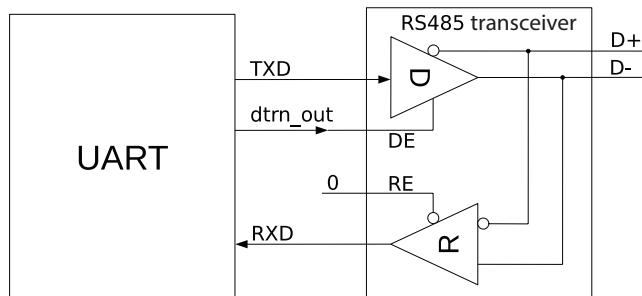 RS485 transceiver
D+
D-
TXD
D
dtrn_out
DE
UART
0
RE
RXD
R